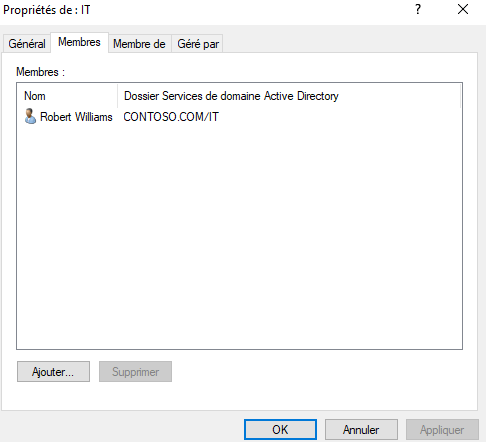 Propriétés de : IT
Général Membres Membre de Géré par
Membres :
Nom Dossier Services de domaine Active Directory
Robert Williams CONTOSO.COM/IT
Ajouter... Supprimer
OK Annuler Appliquer